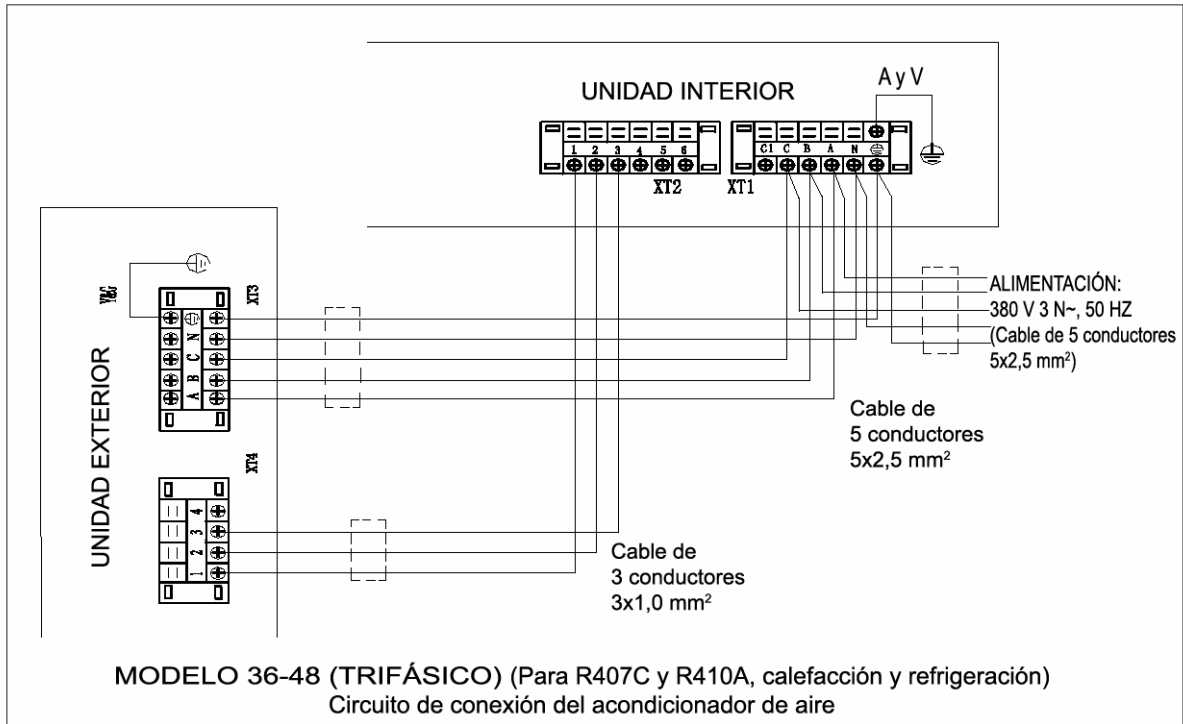 UNIDAD INTERIOR
A y V
1 2 3 4 5 6
C1 C B A N
XT2
XT1
Y&G
XT3
N
C
B
A
UNIDAD EXTERIOR
XT4
4
3
2
1
ALIMENTACIÓN:
380 V 3 N~, 50 HZ
(Cable de 5 conductores
5x2,5 mm²)
Cable de
5 conductores
5x2,5 mm²
Cable de
3 conductores
3x1,0 mm²
MODELO 36-48 (TRIFÁSICO) (Para R407C y R410A, calefacción y refrigeración)
Circuito de conexión del acondicionador de aire